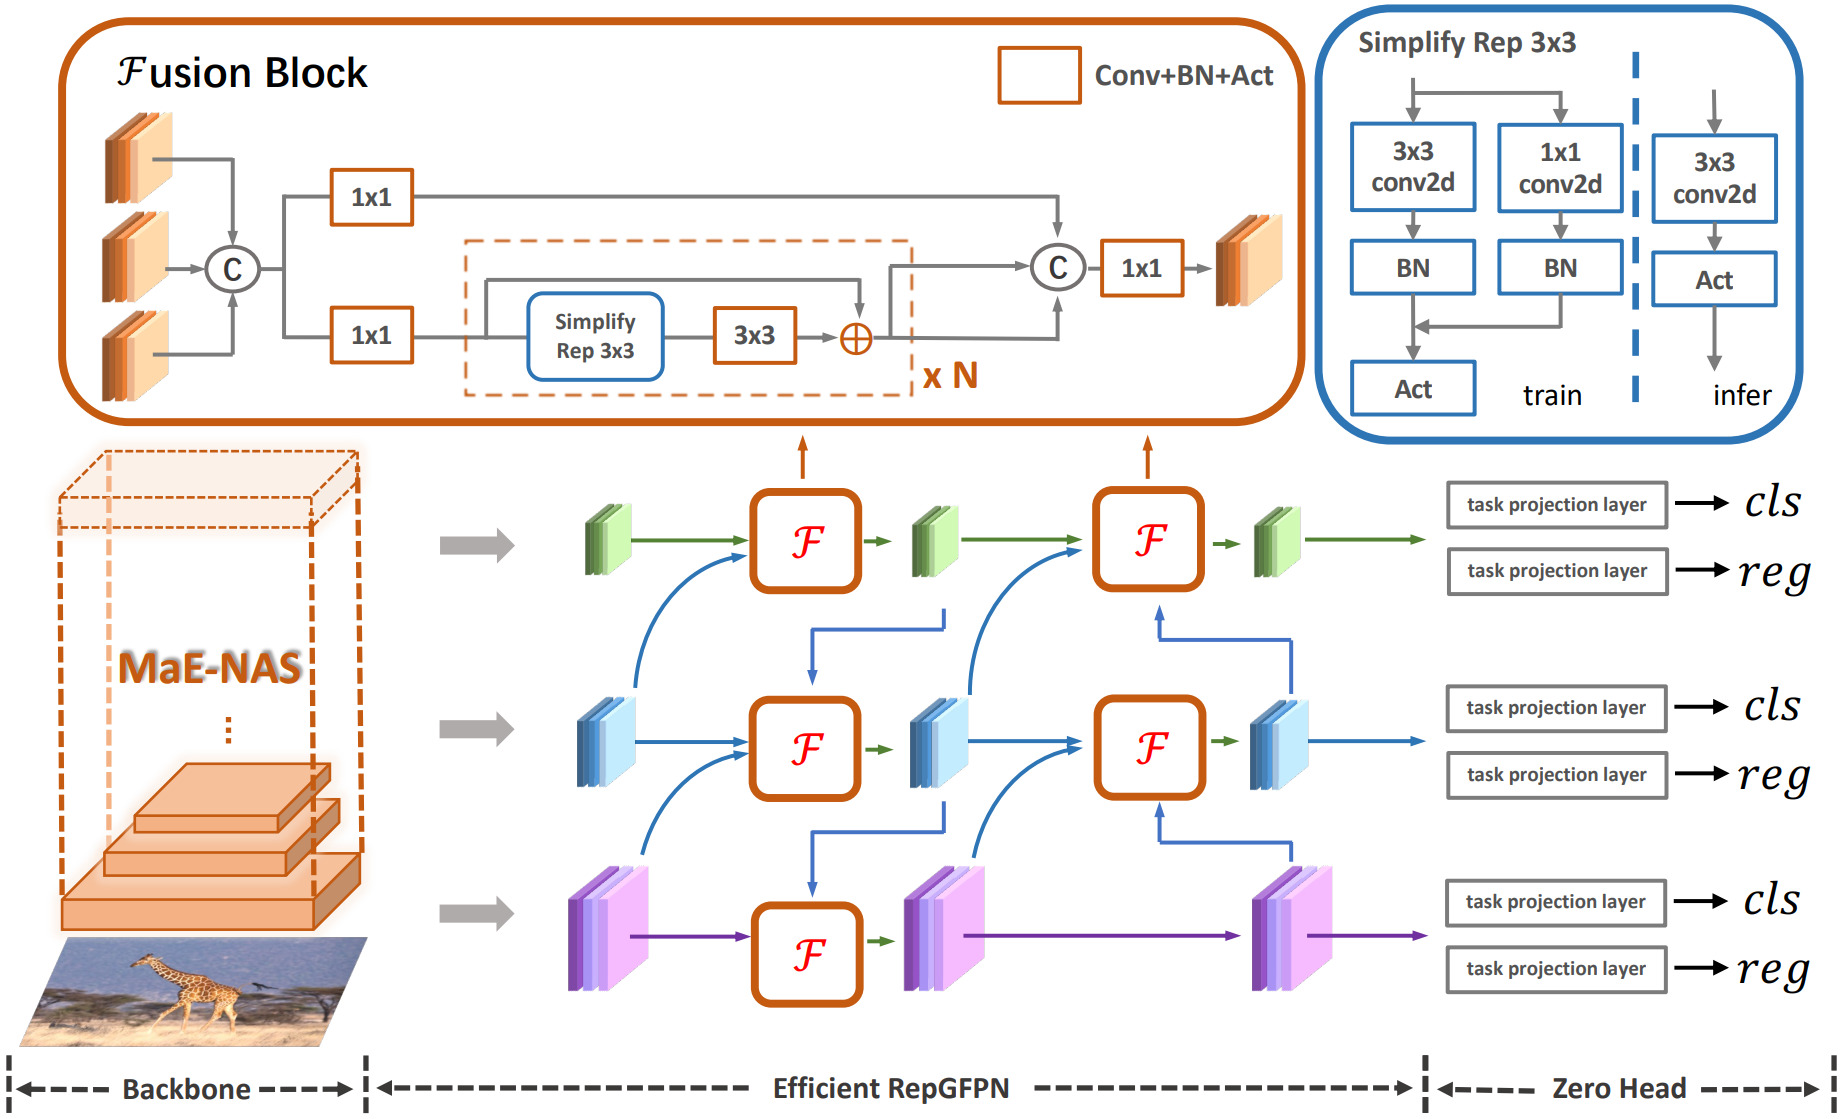 ℱusion Block
Conv+BN+Act
C
1x1
1x1
Simplify
Rep 3x3
3x3
x N
C
1x1
Simplify Rep 3x3
3x3
conv2d
1x1
conv2d
3x3
conv2d
BN
BN
Act
Act
train
infer
MaE-NAS
ℱ
ℱ
ℱ
ℱ
ℱ
task projection layer
cls
task projection layer
reg
task projection layer
cls
task projection layer
reg
task projection layer
cls
task projection layer
reg
Backbone
Efficient RepGFPN
Zero Head